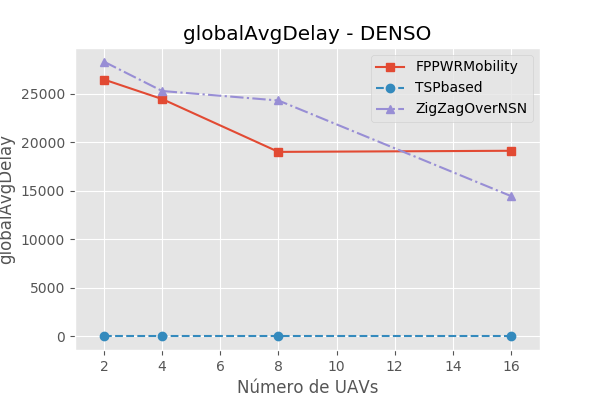 globalAvgDelay - DENSO
FPPWRMobility
TSPbased
ZigZagOverNSN
globalAvgDelay
25000
20000
15000
10000
5000
0
2 4 6 8 10 12 14 16
Número de UAVs